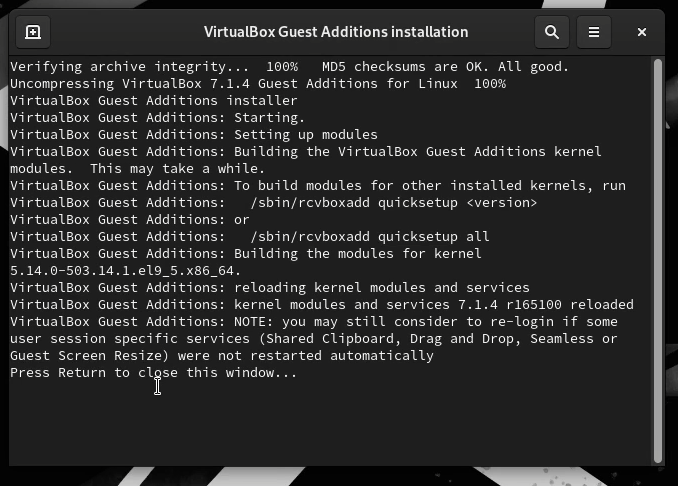 VirtualBox Guest Additions installation
Verifying archive integrity...  100%   MD5 checksums are OK. All good.
Uncompressing VirtualBox 7.1.4 Guest Additions for Linux  100%
VirtualBox Guest Additions installer
VirtualBox Guest Additions: Starting.
VirtualBox Guest Additions: Setting up modules
VirtualBox Guest Additions: Building the VirtualBox Guest Additions kernel
modules.  This may take a while.
VirtualBox Guest Additions: To build modules for other installed kernels, run
VirtualBox Guest Additions:   /sbin/rcvboxadd quicksetup <version>
VirtualBox Guest Additions: or
VirtualBox Guest Additions:   /sbin/rcvboxadd quicksetup all
VirtualBox Guest Additions: Building the modules for kernel
5.14.0-503.14.1.el9_5.x86_64.
VirtualBox Guest Additions: reloading kernel modules and services
VirtualBox Guest Additions: kernel modules and services 7.1.4 r165100 reloaded
VirtualBox Guest Additions: NOTE: you may still consider to re-login if some
user session specific services (Shared Clipboard, Drag and Drop, Seamless or
Guest Screen Resize) were not restarted automatically
Press Return to close this window...